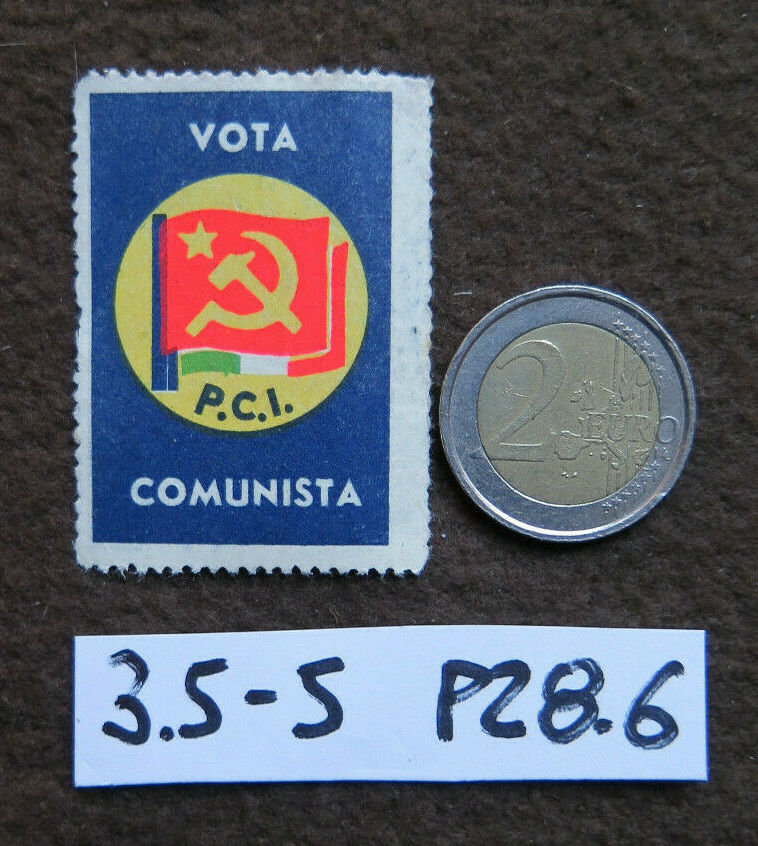 VOTA
P.C.I.
COMUNISTA
2 EURO
3.5-5 P28.6